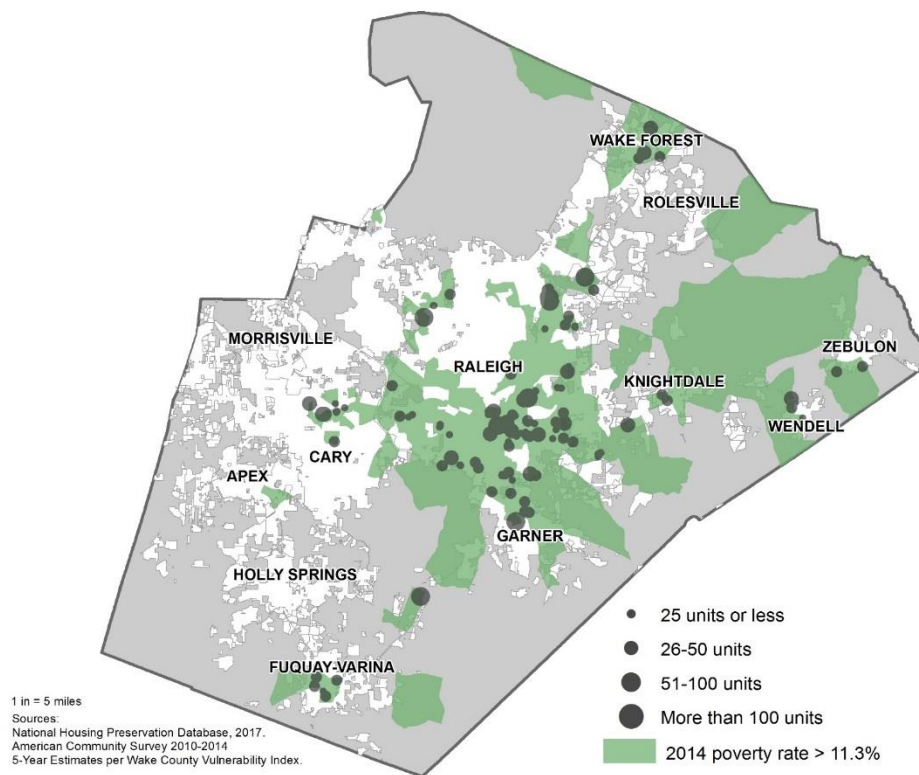 WAKE FOREST
ROLESVILLE
MORRISVILLE
RALEIGH
ZEBULON
KNIGHTDALE
WENDELL
CARY
APEX
GARNER
HOLLY SPRINGS
FUQUAY-VARINA
25 units or less
26-50 units
51-100 units
More than 100 units
2014 poverty rate > 11.3%
1 in = 5 miles
Sources:
National Housing Preservation Database, 2017.
American Community Survey 2010-2014
5-Year Estimates per Wake County Vulnerability Index.